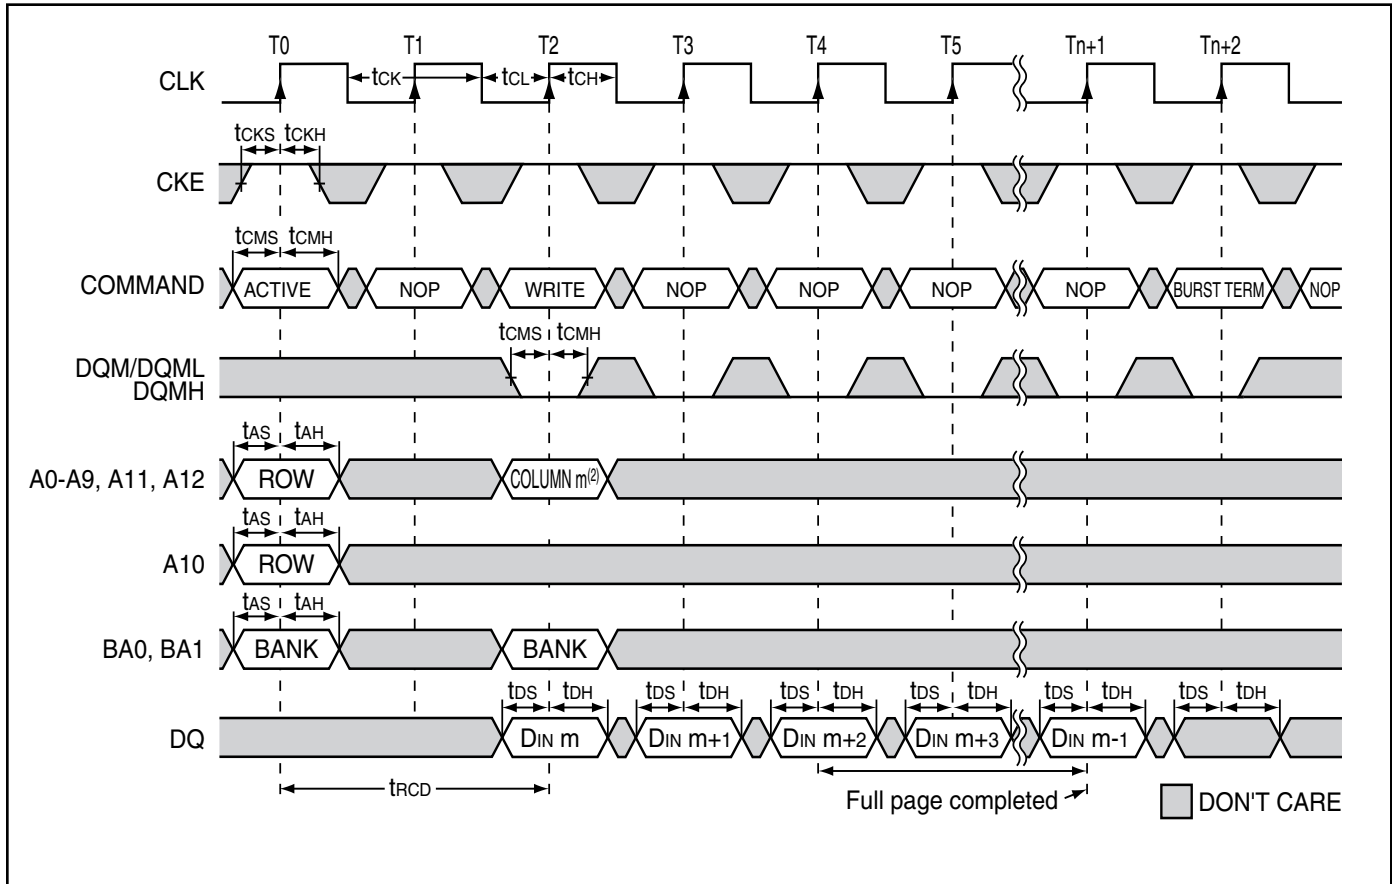 T0 T1 T2 T3 T4 T5 Tn+1 Tn+2
CLK tCK tCL tCH
tCKS tCKH
CKE
tCMS tCMH
COMMAND ACTIVE NOP WRITE NOP NOP NOP NOP BURST TERM NOP
tCMS tCMH
DQM/DQML
DQMH
tAS tAH
A0-A9, A11, A12 ROW COLUMN m(2)
tAS tAH
A10 ROW
tAS tAH
BA0, BA1 BANK BANK
tDS tDH tDS tDH tDS tDH tDS tDH tDS tDH tDS tDH
DQ DIN m DIN m+1 DIN m+2 DIN m+3 DIN m-1
tRCD
Full page completed
DON'T CARE